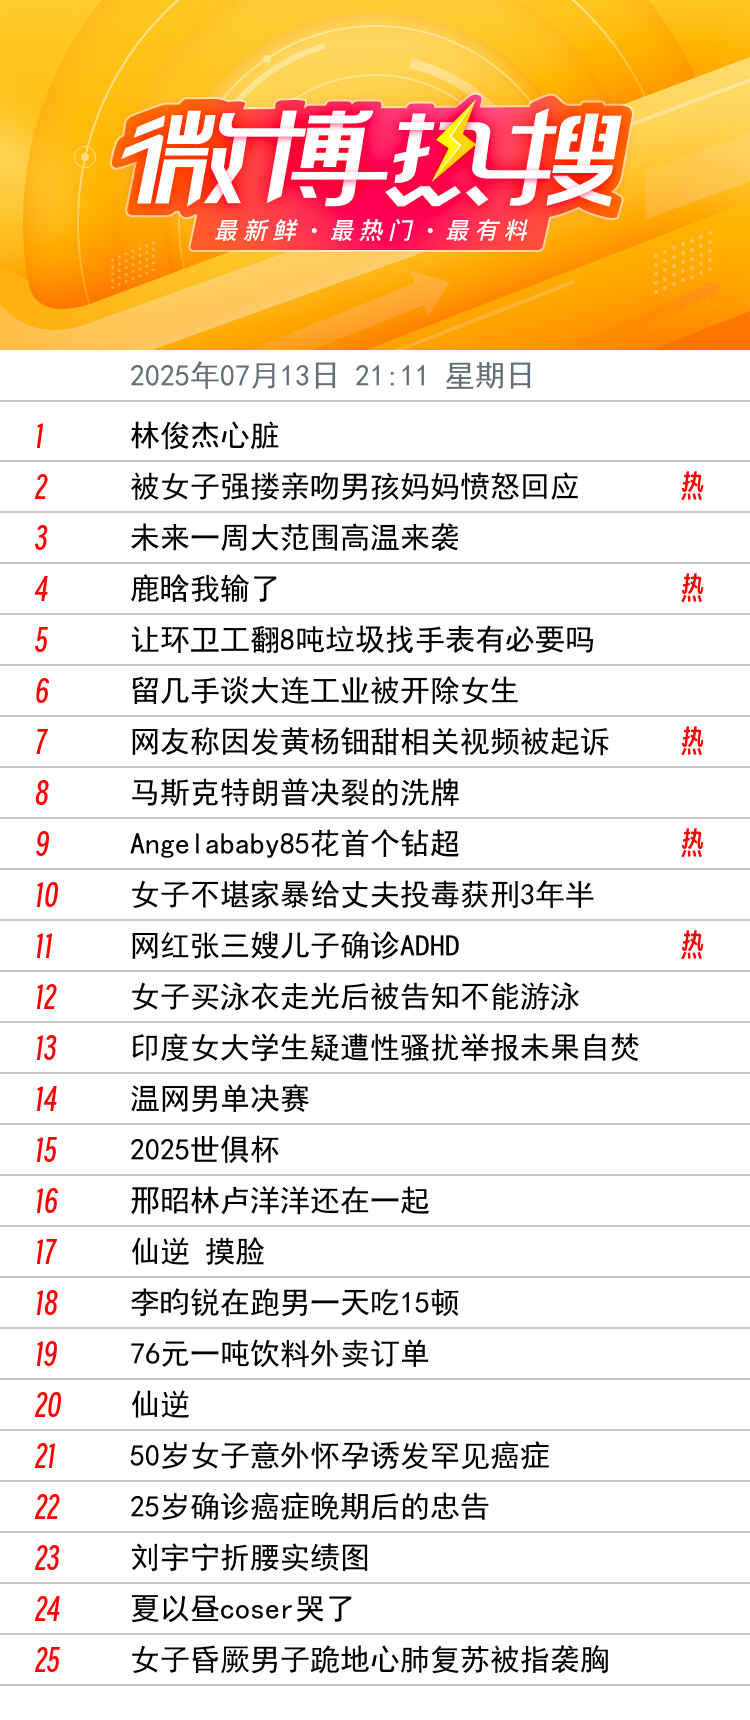 微博热搜
最新鲜·最热门·最有料
2025年07月13日 21:11 星期日
1 林俊杰心脏
2 被女子强搂亲吻男孩妈妈愤怒回应 热
3 未来一周大范围高温来袭
4 鹿晗我输了 热
5 让环卫工翻8吨垃圾找手表有必要吗
6 留几手谈大连工业被开除女生
7 网友称因发黄杨钿甜相关视频被起诉 热
8 马斯克特朗普决裂的洗牌
9 Angelababy85花首个钻超 热
10 女子不堪家暴给丈夫投毒获刑3年半
11 网红张三嫂儿子确诊ADHD 热
12 女子买泳衣走光后被告知不能游泳
13 印度女大学生疑遭性骚扰举报未果自焚
14 温网男单决赛
15 2025世俱杯
16 邢昭林卢洋洋还在一起
17 仙逆 摸脸
18 李昀锐在跑男一天吃15顿
19 76元一吨饮料外卖订单
20 仙逆
21 50岁女子意外怀孕诱发罕见癌症
22 25岁确诊癌症晚期后的忠告
23 刘宇宁折腰实绩图
24 夏以昼coser哭了
25 女子昏厥男子跪地心肺复苏被指袭胸